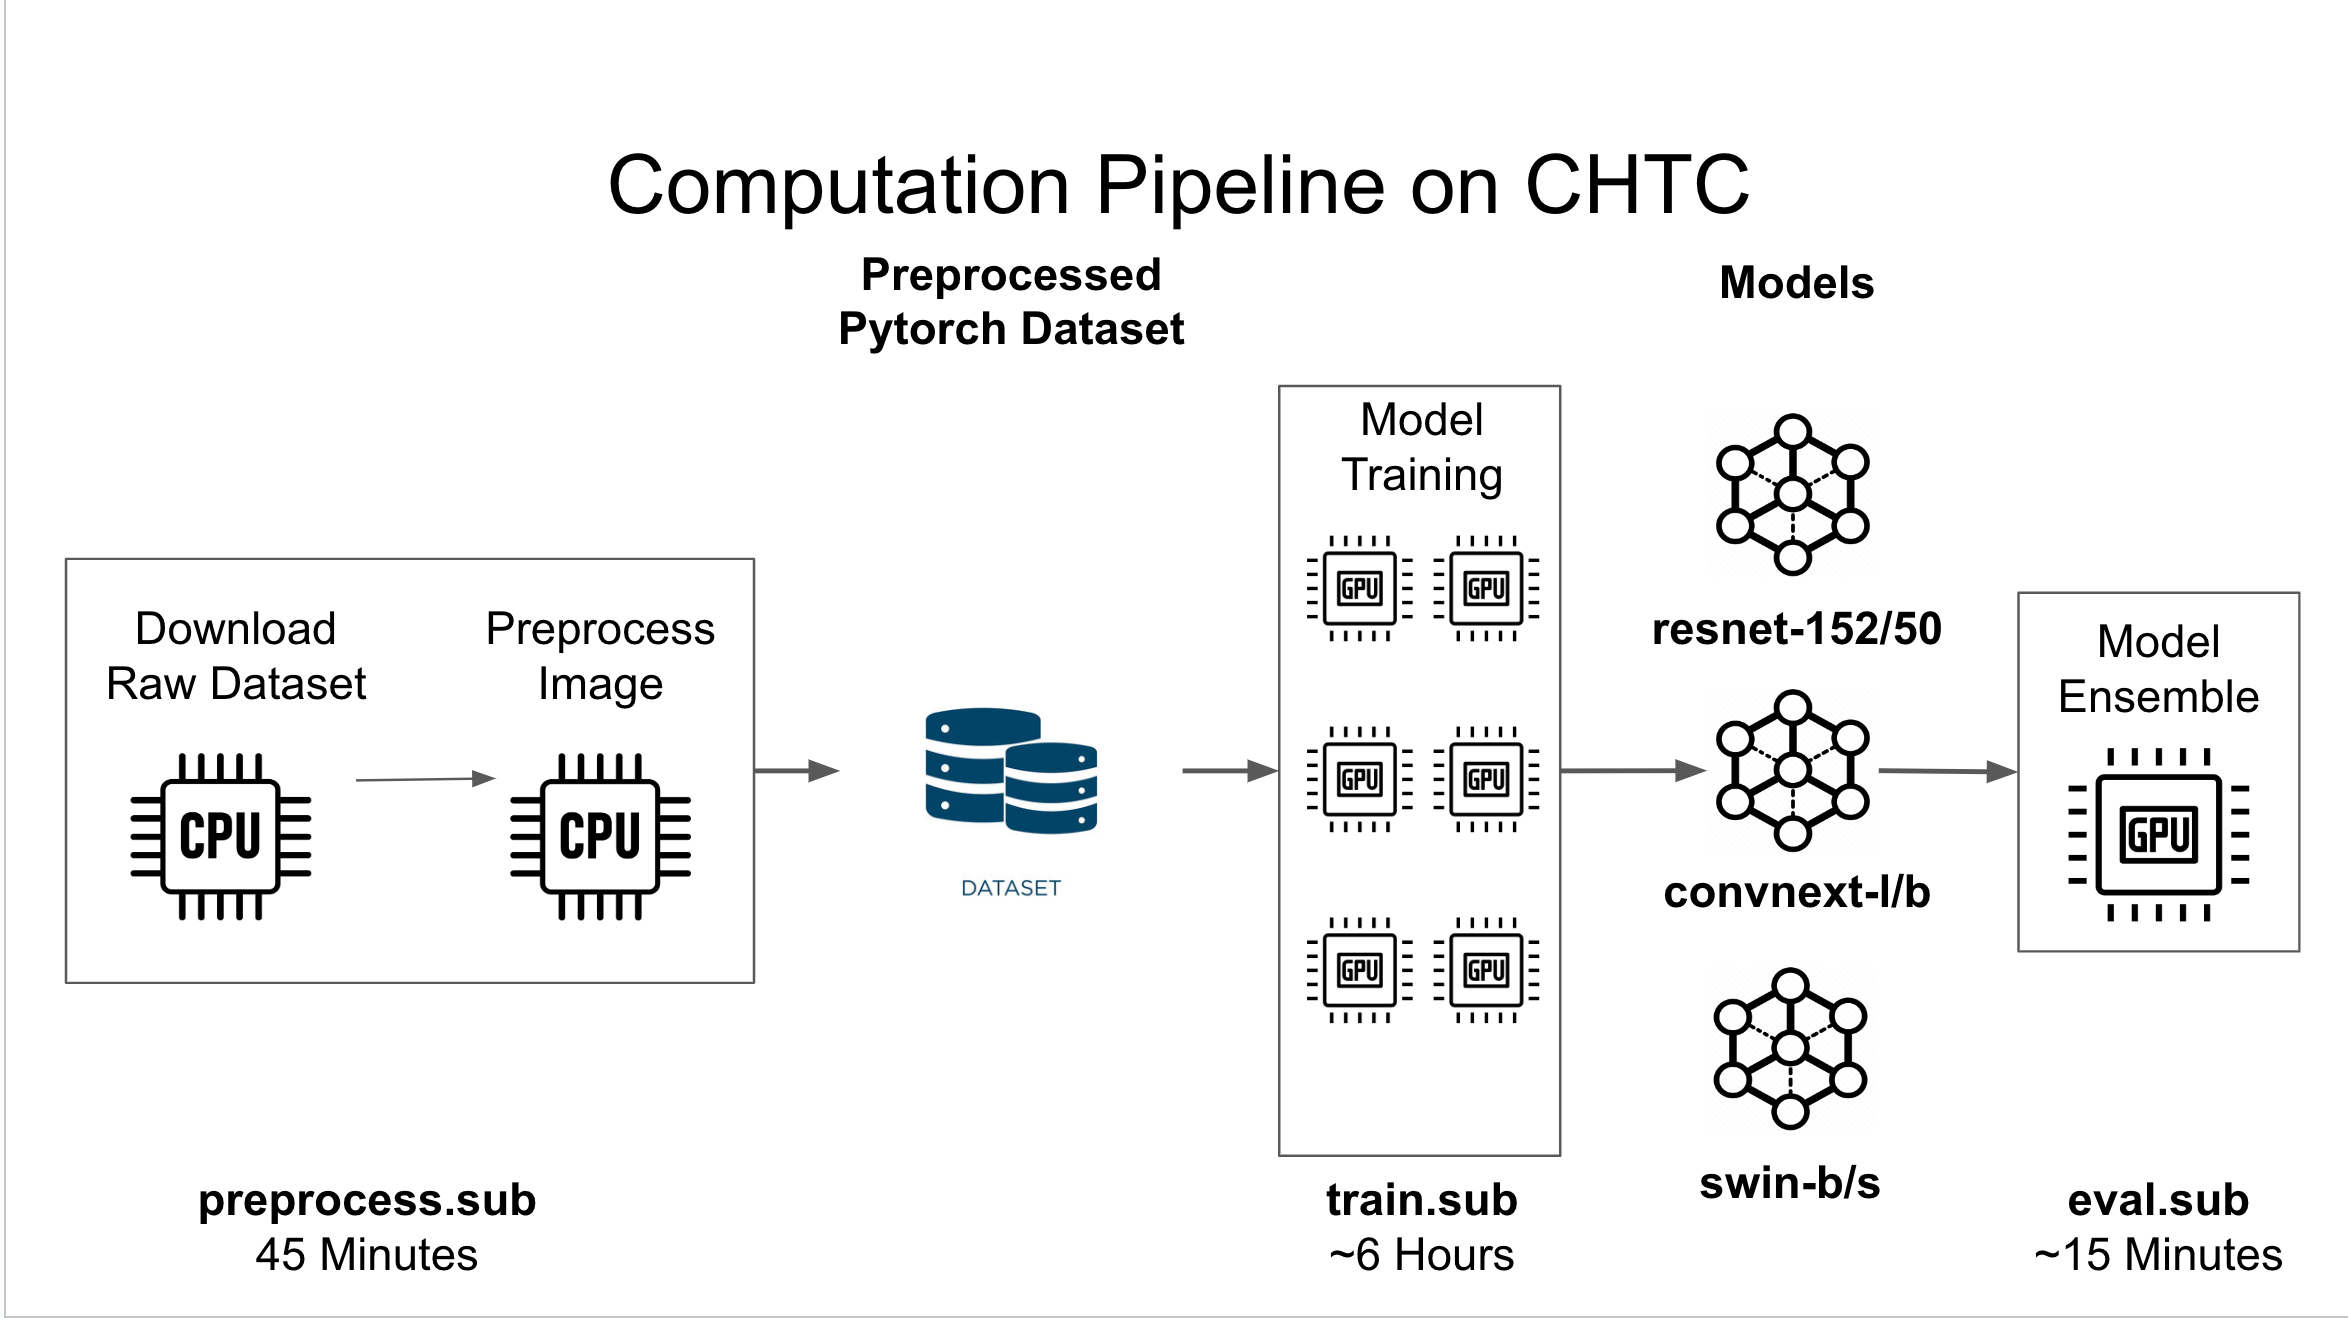 Computation Pipeline on CHTC
Preprocessed
Pytorch Dataset
Models
Download
Raw Dataset
CPU
Preprocess
Image
CPU
DATASET
Model
Training
GPU GPU
GPU GPU
GPU GPU
resnet-152/50
convnext-l/b
swin-b/s
Model
Ensemble
GPU
preprocess.sub
45 Minutes
train.sub
~6 Hours
eval.sub
~15 Minutes